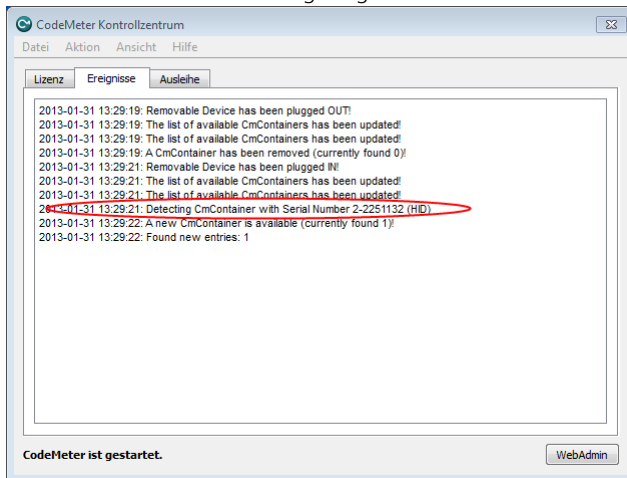 CodeMeter Kontrollzentrum
Datei Aktion Ansicht Hilfe
Lizenz Ereignisse Ausleihe
2013-01-31 13:29:19: Removable Device has been plugged OUT!
2013-01-31 13:29:19: The list of available CmContainers has been updated!
2013-01-31 13:29:19: The list of available CmContainers has been updated!
2013-01-31 13:29:19: A CmContainer has been removed (currently found 0)!
2013-01-31 13:29:21: Removable Device has been plugged IN!
2013-01-31 13:29:21: The list of available CmContainers has been updated!
2013-01-31 13:29:21: The list of available CmContainers has been updated!
2013-01-31 13:29:21: Detecting CmContainer with Serial Number 2-2251132 (HID)
2013-01-31 13:29:22: A new CmContainer is available (currently found 1)!
2013-01-31 13:29:22: Found new entries: 1
CodeMeter ist gestartet.
WebAdmin